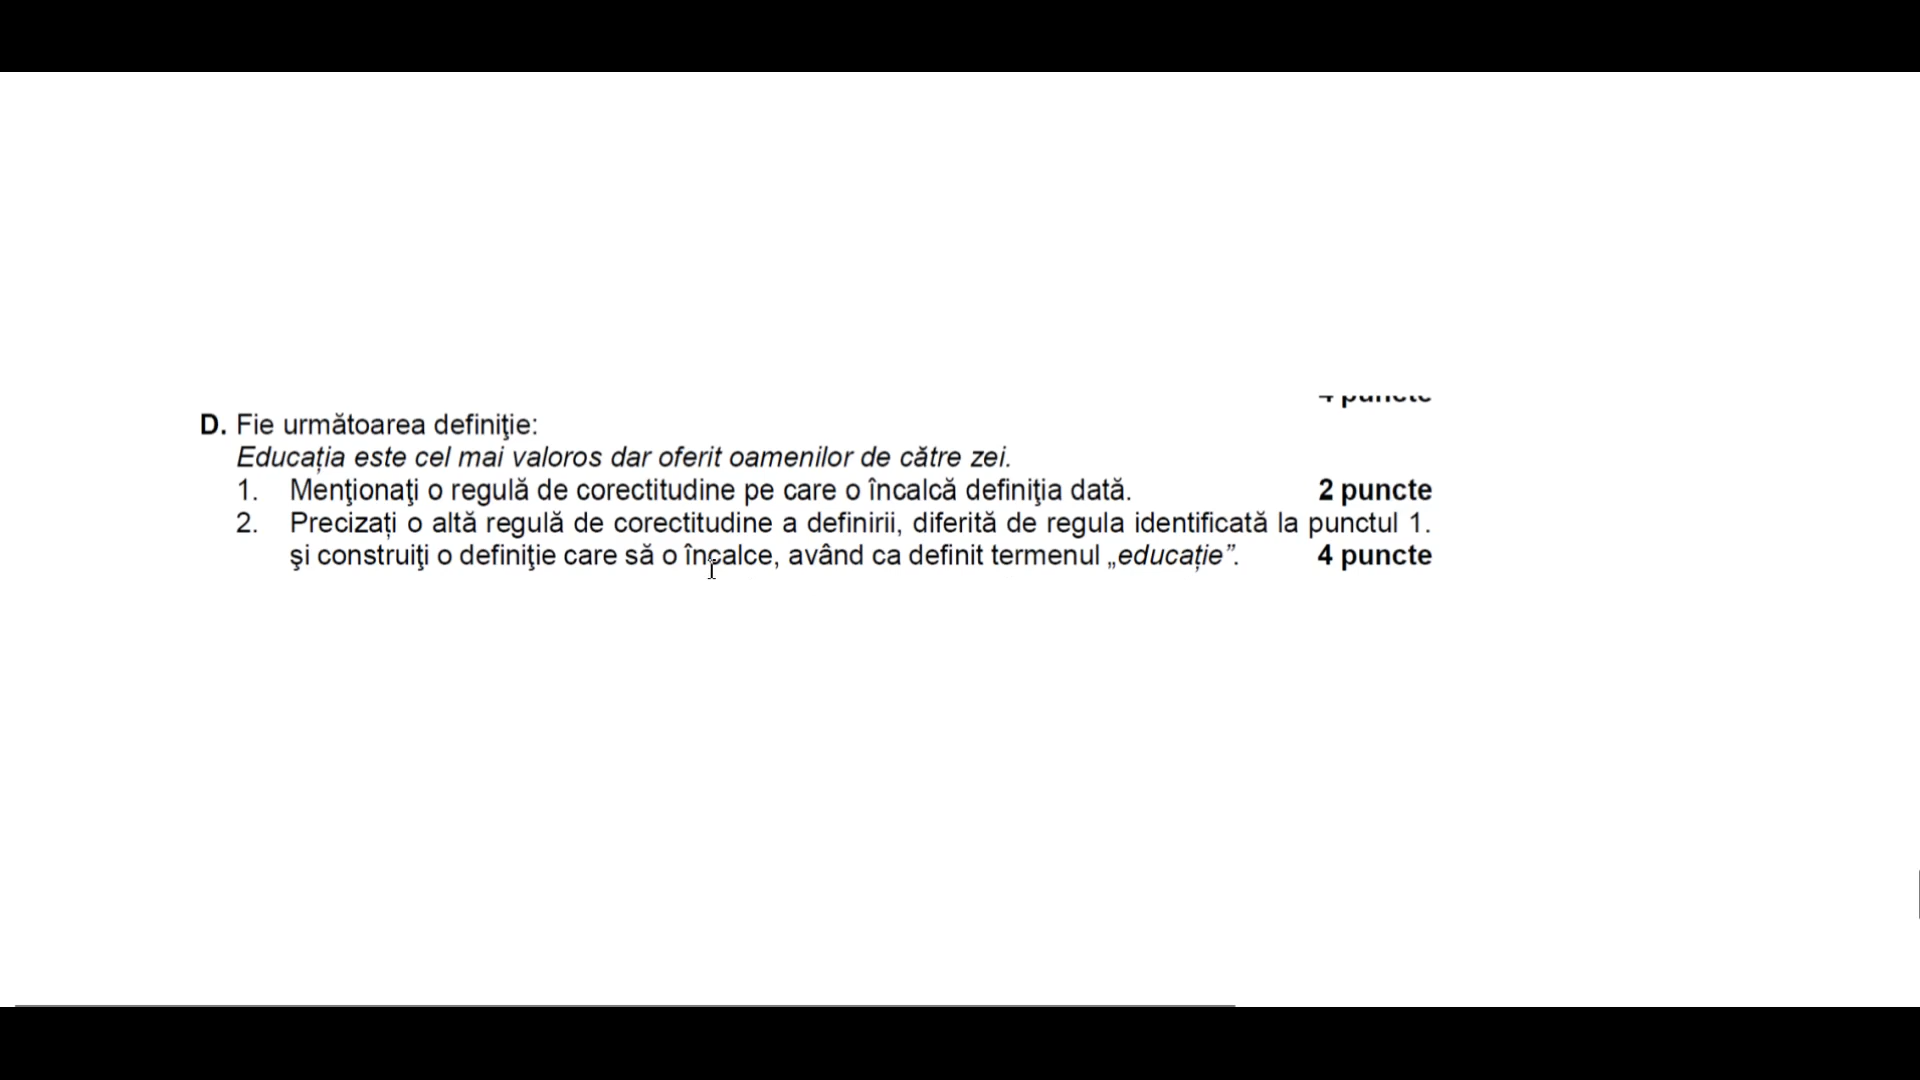 4 puncte
D. Fie următoarea definiţie:
Educația este cel mai valoros dar oferit oamenilor de către zei.
1. Menţionaţi o regulă de corectitudine pe care o încalcă definiţia dată. 2 puncte
2. Precizați o altă regulă de corectitudine a definirii, diferită de regula identificată la punctul 1.
şi construiţi o definiţie care să o încalce, având ca definit termenul „educație”. 4 puncte